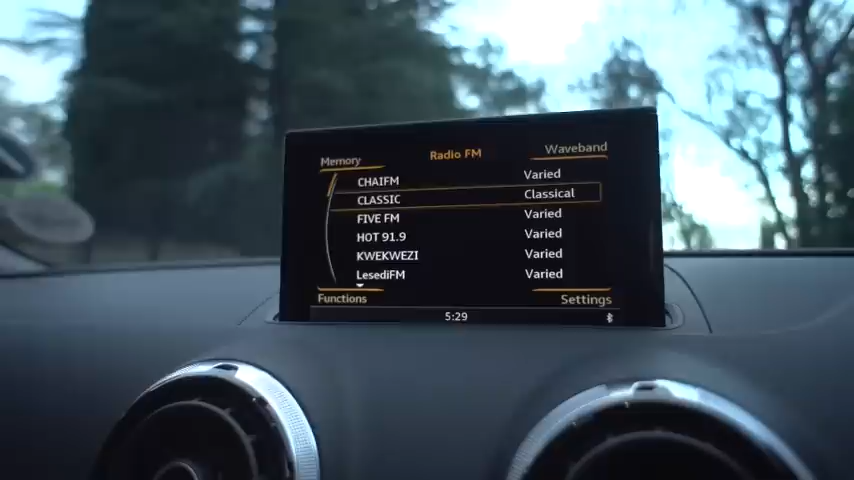 Memory Radio FM Waveband
CHAIFM Varied
CLASSIC Classical
FIVE FM Varied
HOT 91.9 Varied
KWEKWEZI Varied
LesediFM Varied
Functions Settings
5:29